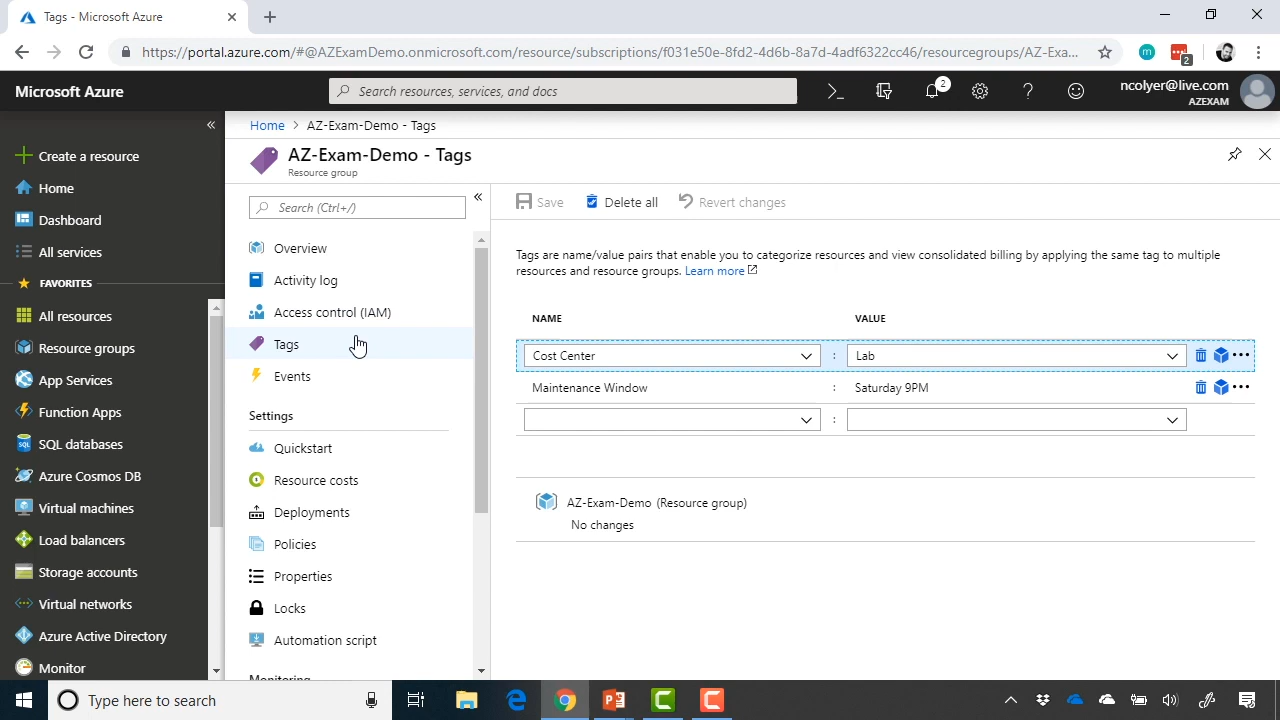 Tags - Microsoft Azure
https://portal.azure.com/#@AZExamDemo.onmicrosoft.com/resource/subscriptions/f031e50e-8fd2-4d6b-8a7d-4adf6322cc46/resourcegroups/AZ-Exa...
m
2
Microsoft Azure
Search resources, services, and docs
2
ncolyer@live.com
AZEXAM
Create a resource
Home
Dashboard
All services
FAVORITES
All resources
Resource groups
App Services
Function Apps
SQL databases
Azure Cosmos DB
Virtual machines
Load balancers
Storage accounts
Virtual networks
Azure Active Directory
Monitor
Home > AZ-Exam-Demo - Tags
AZ-Exam-Demo - Tags
Resource group
Search (Ctrl+/)
Overview
Activity log
Access control (IAM)
Tags
Events
Settings
Quickstart
Resource costs
Deployments
Policies
Properties
Locks
Automation script
Monitoring
Save
Delete all
Revert changes
Tags are name/value pairs that enable you to categorize resources and view consolidated billing by applying the same tag to multiple
resources and resource groups. Learn more
NAME VALUE
Cost Center : Lab
Maintenance Window : Saturday 9PM
:
AZ-Exam-Demo (Resource group)
No changes
Type here to search